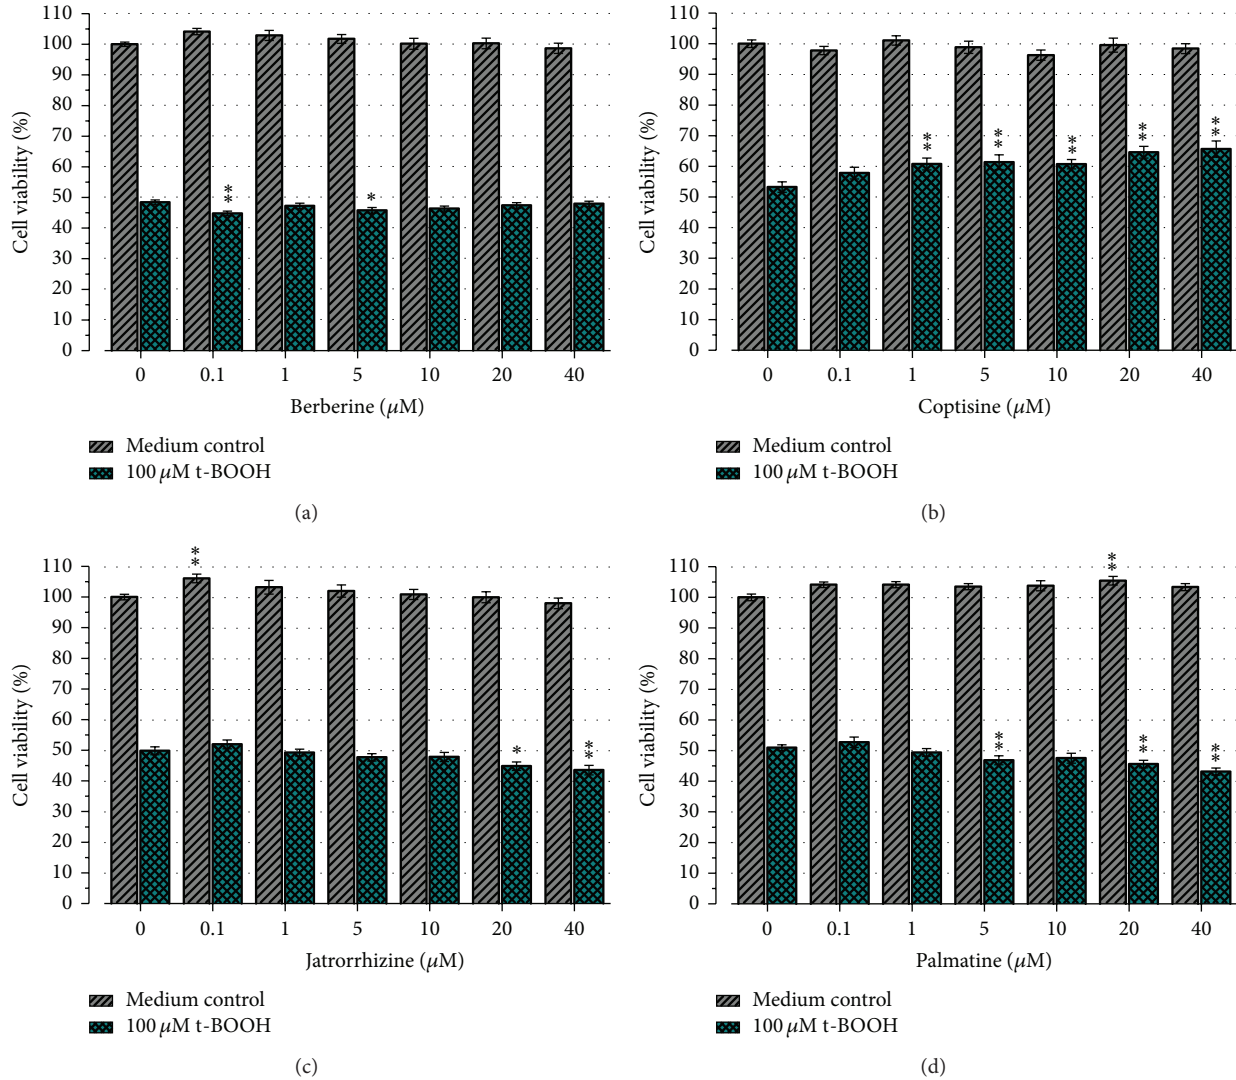 110
100
90
80
70
60
50
40
30
20
10
0
Cell viability (%)
**
*
0 0.1 1 5 10 20 40
Berberine (μM)
Medium control
100 μM t-BOOH
(a)
110
100
90
80
70
60
50
40
30
20
10
0
Cell viability (%)
** ** ** ** **
0 0.1 1 5 10 20 40
Coptisine (μM)
Medium control
100 μM t-BOOH
(b)
110
100
90
80
70
60
50
40
30
20
10
0
Cell viability (%)
**
* **
0 0.1 1 5 10 20 40
Jatrorrhizine (μM)
Medium control
100 μM t-BOOH
(c)
110
100
90
80
70
60
50
40
30
20
10
0
Cell viability (%)
**
** ** **
0 0.1 1 5 10 20 40
Palmatine (μM)
Medium control
100 μM t-BOOH
(d)